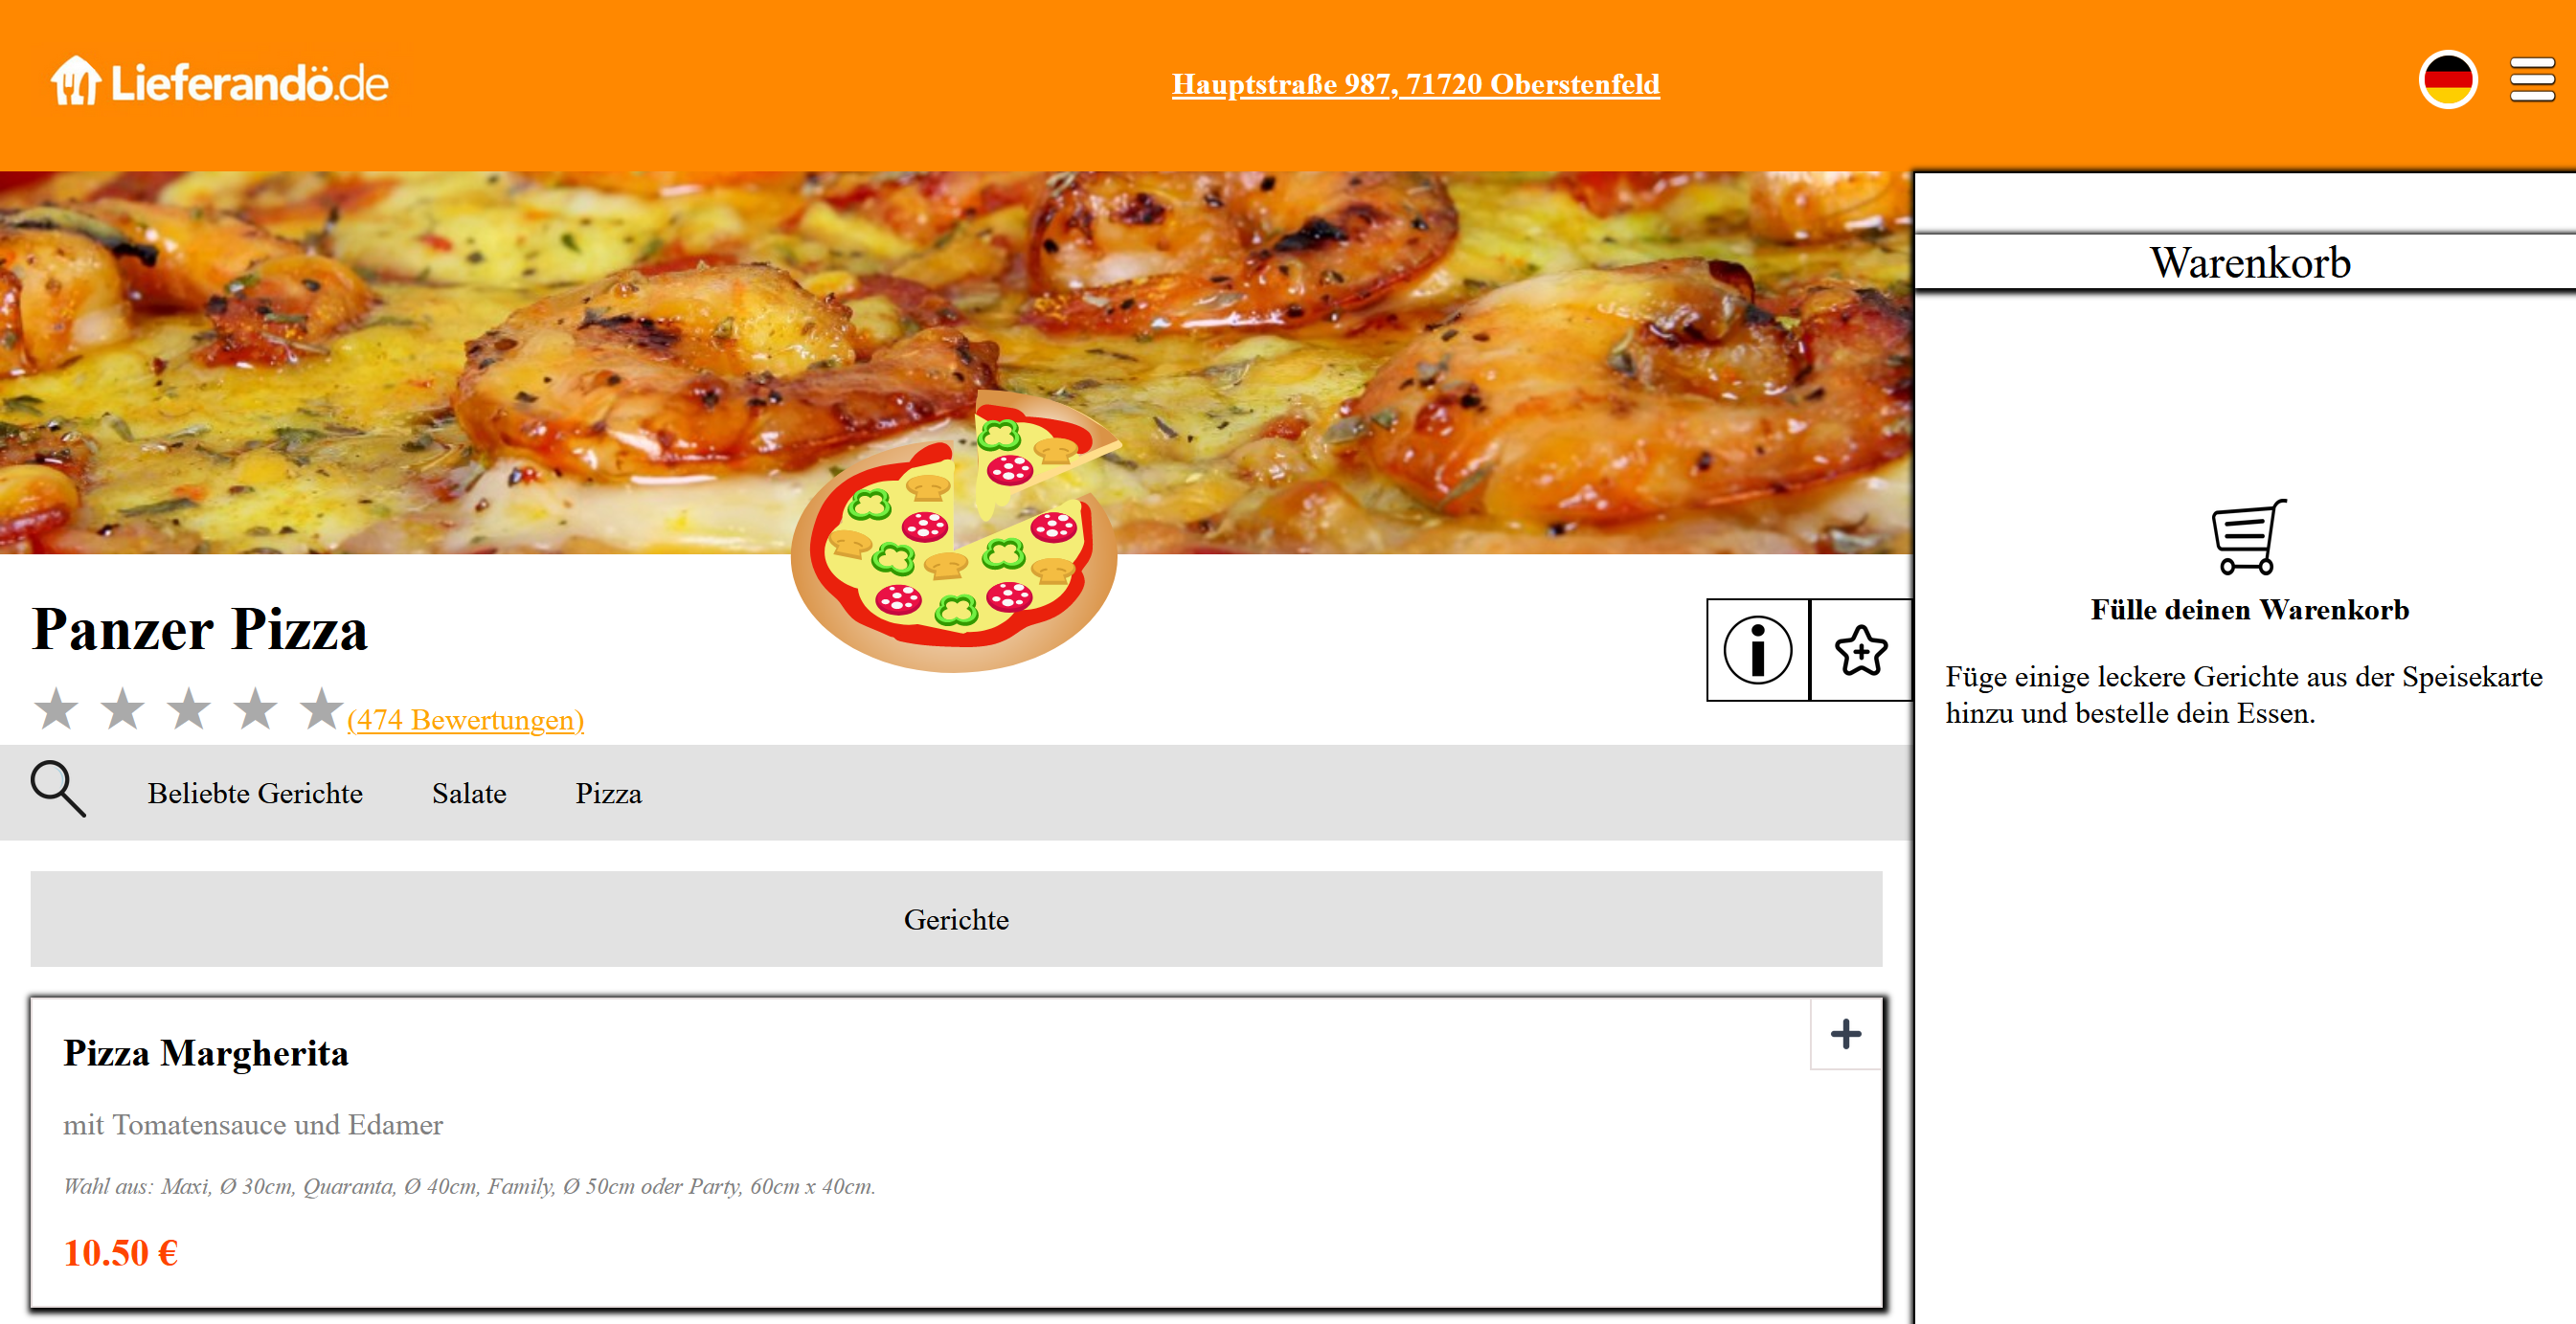 Lieferandö.de
Hauptstraße 987, 71720 Oberstenfeld
Panzer Pizza
(474 Bewertungen)
Beliebte Gerichte Salate Pizza
Gerichte
Pizza Margherita
mit Tomatensauce und Edamer
Wahl aus: Maxi, Ø 30cm, Quaranta, Ø 40cm, Family, Ø 50cm oder Party, 60cm x 40cm.
10.50 €
Warenkorb
Fülle deinen Warenkorb
Füge einige leckere Gerichte aus der Speisekarte
hinzu und bestelle dein Essen.